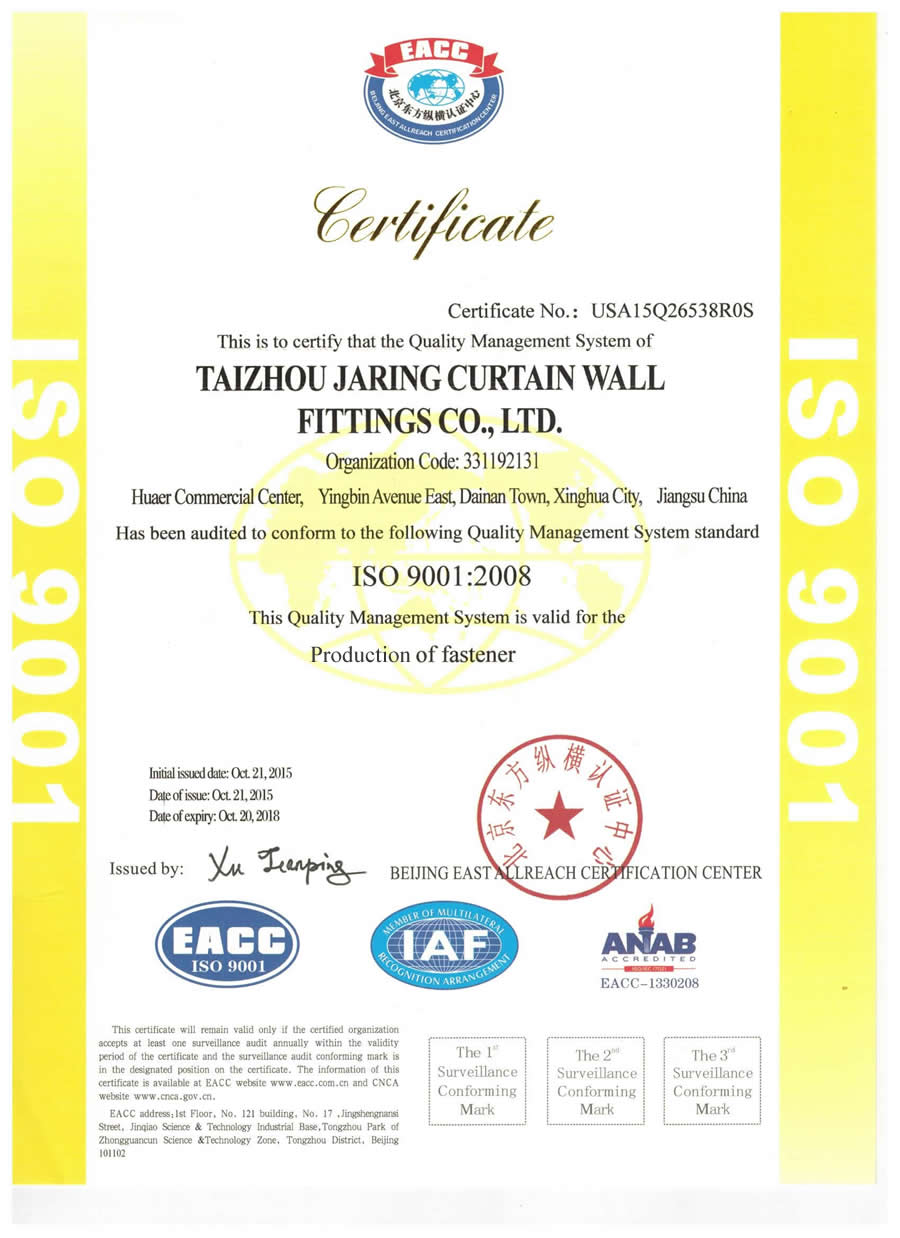 EACC
北京东方纵横认证中心
BEIJING EAST ALLREACH CERTIFICATION CENTER
Certificate
Certificate No.: USA15Q26538R0S
This is to certify that the Quality Management System of
TAIZHOU JARING CURTAIN WALL
FITTINGS CO., LTD.
Organization Code: 331192131
Huaer Commercial Center, Yingbin Avenue East, Dainan Town, Xinghua City, Jiangsu China
Has been audited to conform to the following Quality Management System standard
ISO 9001:2008
This Quality Management System is valid for the
Production of fastener
ISO 9001
ISO 9001
Initial issued date: Oct. 21, 2015
Date of issue: Oct. 21, 2015
Date of expiry: Oct. 20, 2018
北京东方纵横认证中心
Issued by: Xu Jianping
BEIJING EAST ALLREACH CERTIFICATION CENTER
EACC
ISO 9001
MEMBER OF MULTILATERAL
IAF
RECOGNITION ARRANGEMENT
ANAB
ACCREDITED
ISO/IEC 17021
EACC-1330208
This certificate will remain valid only if the certified organization
accepts at least one surveillance audit annually within the validity
period of the certificate and the surveillance audit conforming mark is
in the designated position on the certificate. The information of this
certificate is available at EACC website www.eacc.com.cn and CNCA
website www.cnca.gov.cn.
EACC address:1st Floor, No. 121 building, No. 17 ,Jingshengnansi
Street, Jinqiao Science & Technology Industrial Base,Tongzhou Park of
Zhongguancun Science &Technology Zone, Tongzhou District, Beijing
101102
The 1st
Surveillance
Conforming
Mark
The 2nd
Surveillance
Conforming
Mark
The 3rd
Surveillance
Conforming
Mark